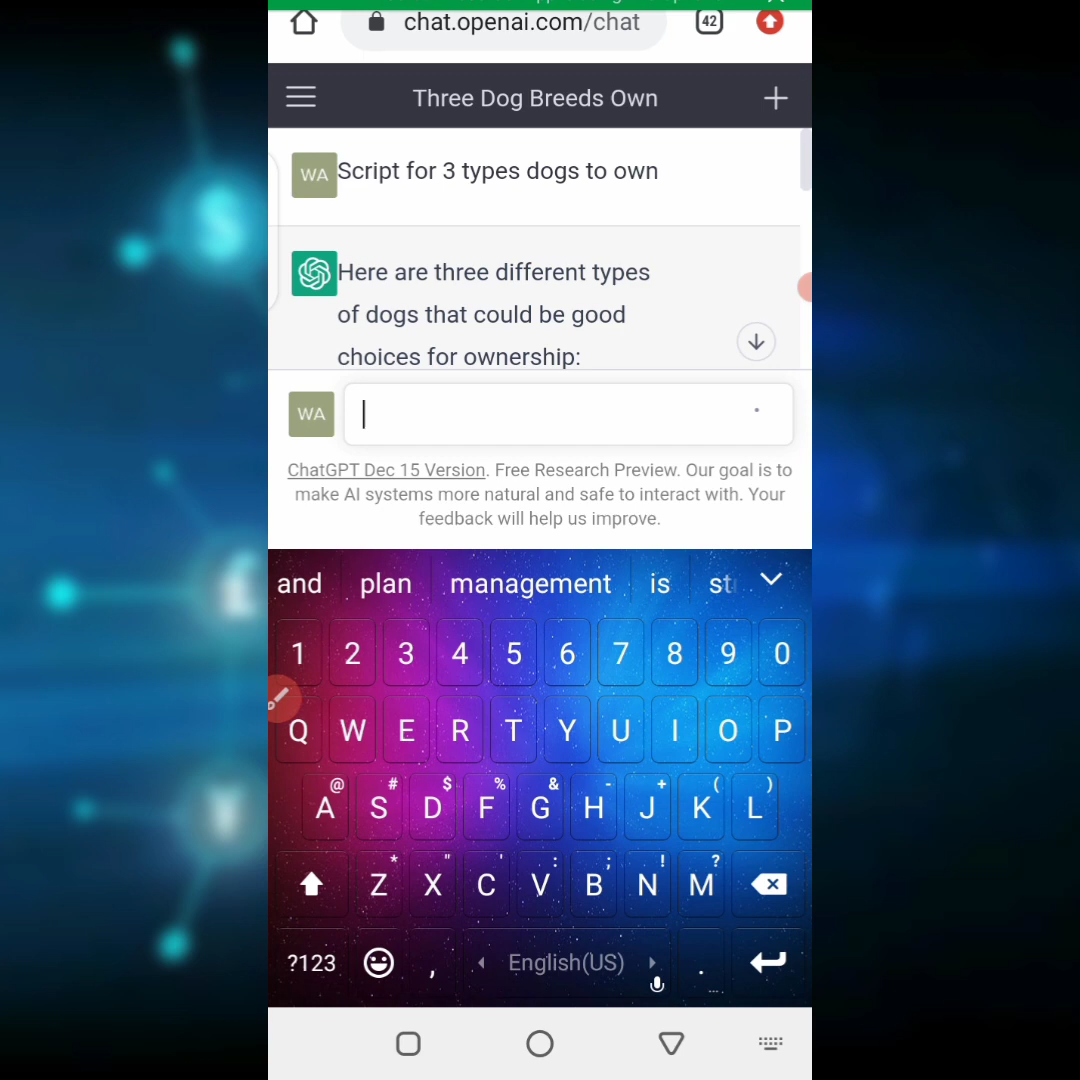 chat.openai.com/chat
42
Three Dog Breeds Own
WA
Script for 3 types dogs to own
Here are three different types
of dogs that could be good
choices for ownership:
WA
ChatGPT Dec 15 Version. Free Research Preview. Our goal is to
make AI systems more natural and safe to interact with. Your
feedback will help us improve.
and plan management is
1 2 3 4 5 6 7 8 9 0
Q W E R T Y U I O P
@ # $ % & - + ( )
A S D F G H J K L
* " ' : ; ! ?
Z X C V B N M
?123 , English(US) .